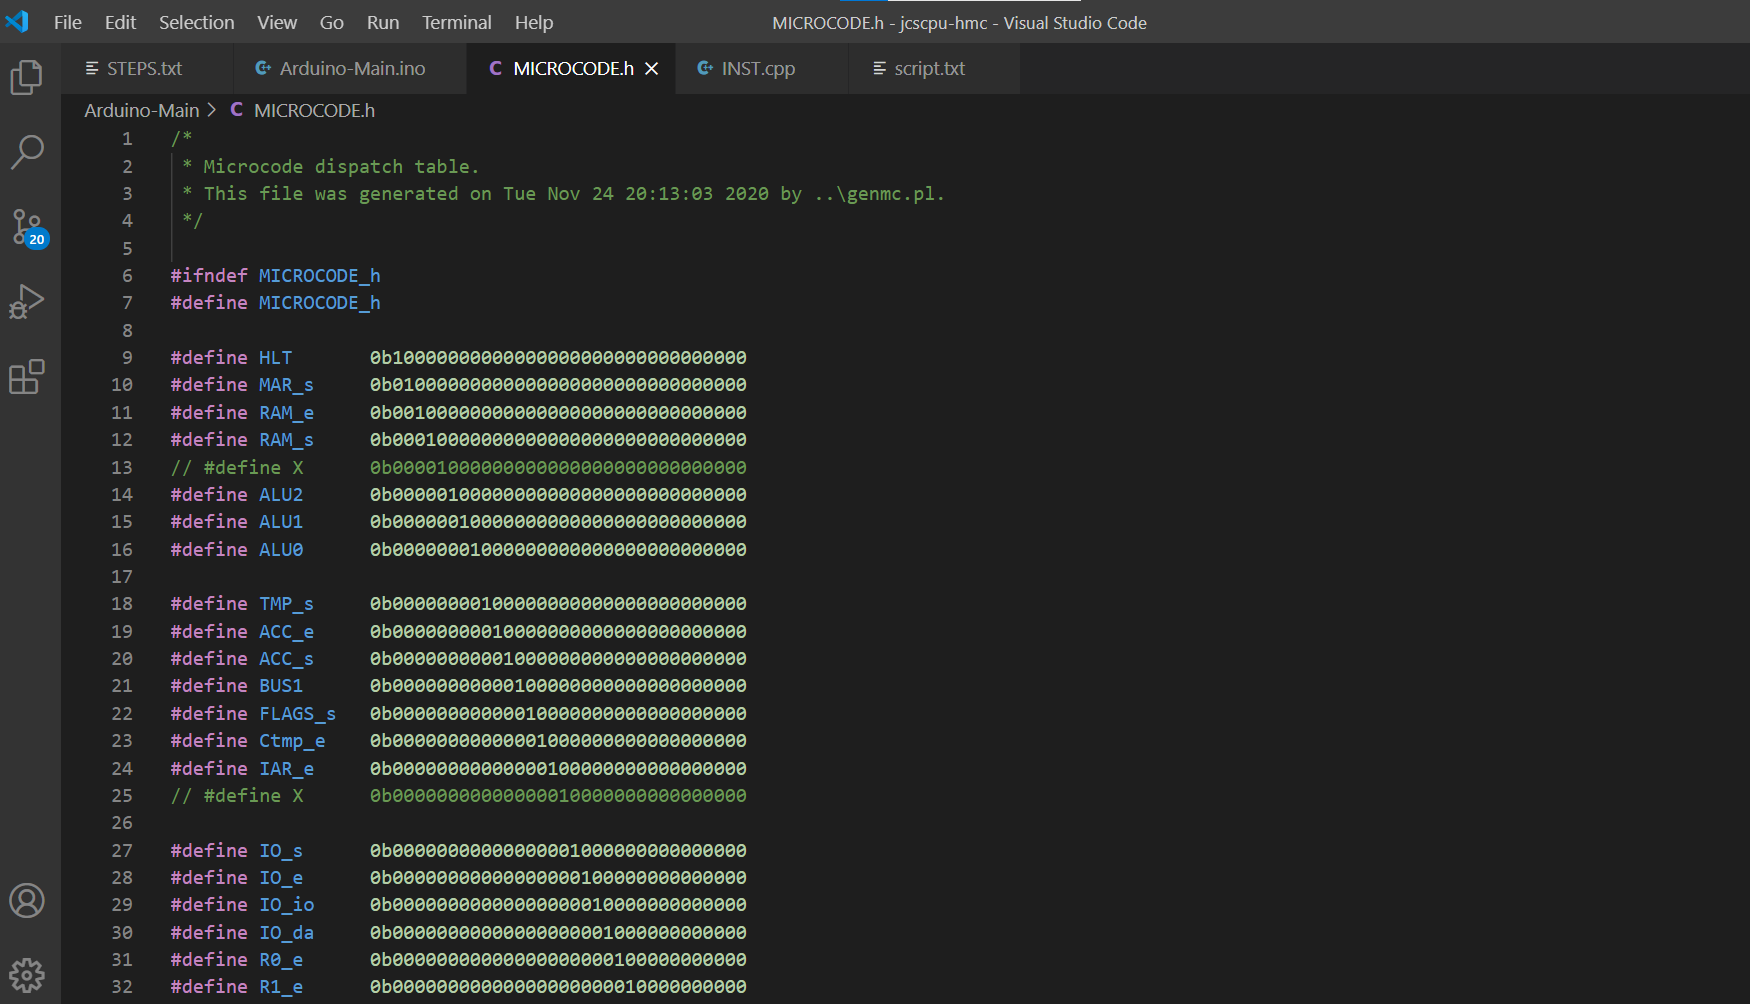 File Edit Selection View Go Run Terminal Help MICROCODE.h - jcscpu-hmc - Visual Studio Code
STEPS.txt Arduino-Main.ino MICROCODE.h INST.cpp script.txt
Arduino-Main > MICROCODE.h
20
1 /*
2 * Microcode dispatch table.
3 * This file was generated on Tue Nov 24 20:13:03 2020 by ..\genmc.pl.
4 */
5
6 #ifndef MICROCODE_h
7 #define MICROCODE_h
8
9 #define HLT 0b10000000000000000000000000000000
10 #define MAR_s 0b01000000000000000000000000000000
11 #define RAM_e 0b00100000000000000000000000000000
12 #define RAM_s 0b00010000000000000000000000000000
13 // #define X 0b00001000000000000000000000000000
14 #define ALU2 0b00000100000000000000000000000000
15 #define ALU1 0b00000010000000000000000000000000
16 #define ALU0 0b00000001000000000000000000000000
17
18 #define TMP_s 0b00000000100000000000000000000000
19 #define ACC_e 0b00000000010000000000000000000000
20 #define ACC_s 0b00000000001000000000000000000000
21 #define BUS1 0b00000000000100000000000000000000
22 #define FLAGS_s 0b00000000000010000000000000000000
23 #define Ctmp_e 0b00000000000001000000000000000000
24 #define IAR_e 0b00000000000000100000000000000000
25 // #define X 0b00000000000000010000000000000000
26
27 #define IO_s 0b00000000000000001000000000000000
28 #define IO_e 0b00000000000000000100000000000000
29 #define IO_io 0b00000000000000000010000000000000
30 #define IO_da 0b00000000000000000001000000000000
31 #define R0_e 0b00000000000000000000100000000000
32 #define R1_e 0b00000000000000000000010000000000